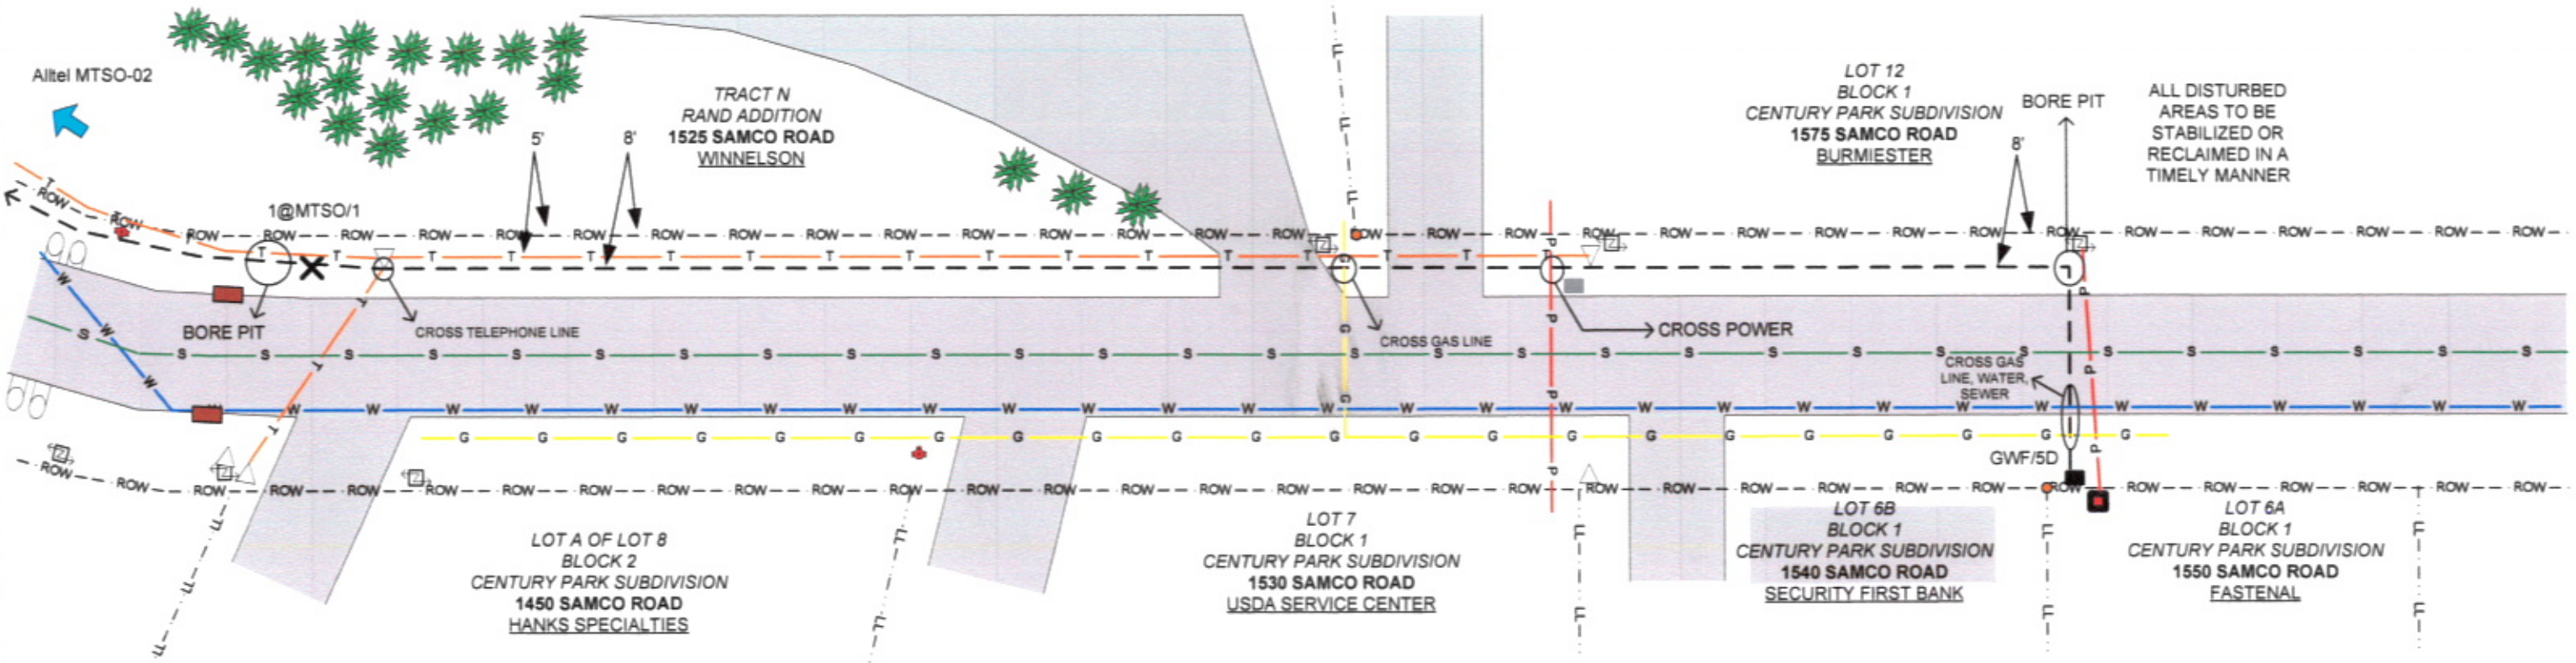 Alltel MTSO-02
TRACT N
RAND ADDITION
1525 SAMCO ROAD
WINNELSON
5'
8'
LOT 12
BLOCK 1
CENTURY PARK SUBDIVISION
1575 SAMCO ROAD
BURMIESTER
BORE PIT
8'
ALL DISTURBED
AREAS TO BE
STABILIZED OR
RECLAIMED IN A
TIMELY MANNER
1@MTSO/1
BORE PIT
CROSS TELEPHONE LINE
CROSS GAS LINE
CROSS POWER
CROSS GAS
LINE, WATER,
SEWER
GWF/5D
LOT A OF LOT 8
BLOCK 2
CENTURY PARK SUBDIVISION
1450 SAMCO ROAD
HANKS SPECIALTIES
LOT 7
BLOCK 1
CENTURY PARK SUBDIVISION
1530 SAMCO ROAD
USDA SERVICE CENTER
LOT 6B
BLOCK 1
CENTURY PARK SUBDIVISION
1540 SAMCO ROAD
SECURITY FIRST BANK
LOT 6A
BLOCK 1
CENTURY PARK SUBDIVISION
1550 SAMCO ROAD
FASTENAL